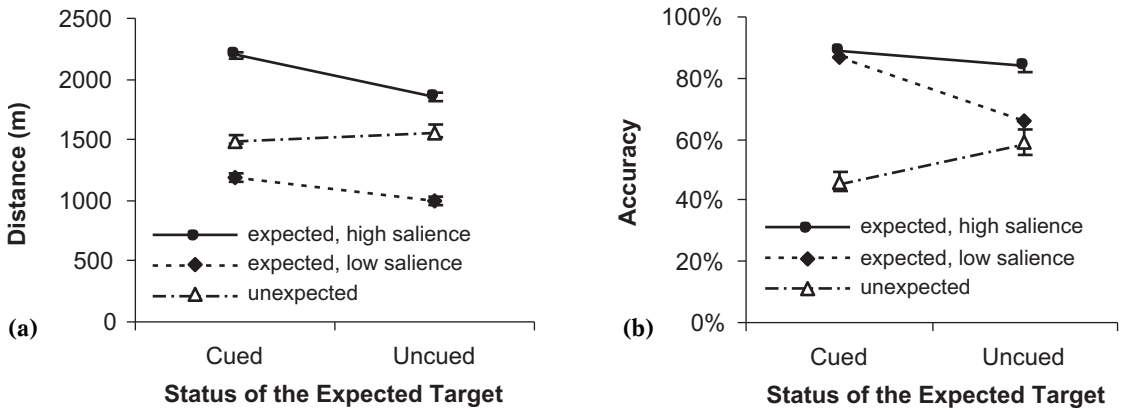 2500
2000
1500
1000
500
0
Distance (m)
expected, high salience
expected, low salience
unexpected
(a)
Cued
Uncued
Status of the Expected Target
100%
80%
60%
40%
20%
0%
Accuracy
expected, high salience
expected, low salience
unexpected
(b)
Cued
Uncued
Status of the Expected Target